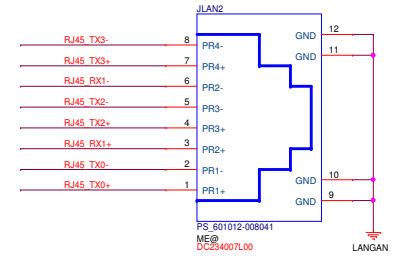 JLAN2
RJ45_TX3- 8 PR4- GND 12
RJ45_TX3+ 7 PR4+ GND 11
RJ45_RX1- 6 PR2-
RJ45_TX2- 5 PR3-
RJ45_TX2+ 4 PR3+
RJ45_RX1+ 3 PR2+
RJ45_TX0- 2 PR1- GND 10
RJ45_TX0+ 1 PR1+ GND 9
PS_601012-008041
ME@
DC234007L00
LANGAN